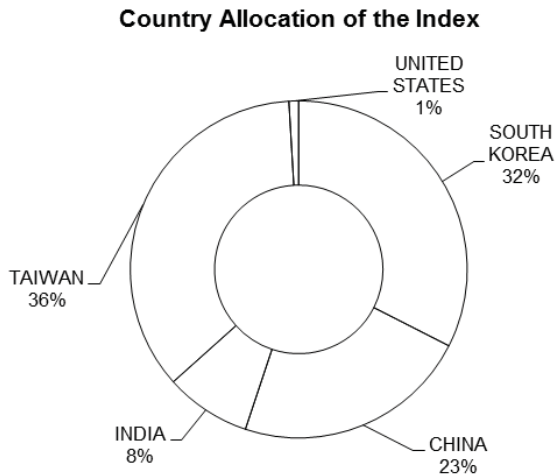 Country Allocation of the Index
UNITED
STATES
1%
SOUTH
KOREA
32%
TAIWAN
36%
INDIA
8%
CHINA
23%